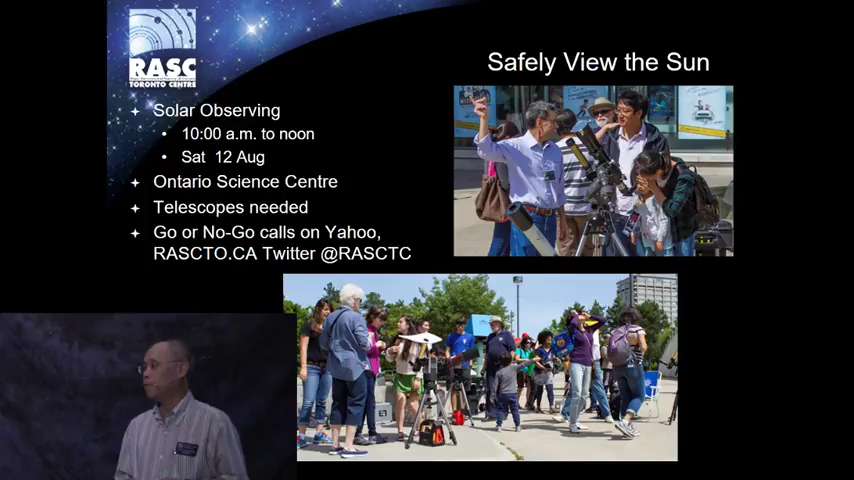 RASC
TORONTO CENTRE
Safely View the Sun
Solar Observing
10:00 a.m. to noon
Sat 12 Aug
Ontario Science Centre
Telescopes needed
Go or No-Go calls on Yahoo,
RASCTO.CA Twitter @RASCTC